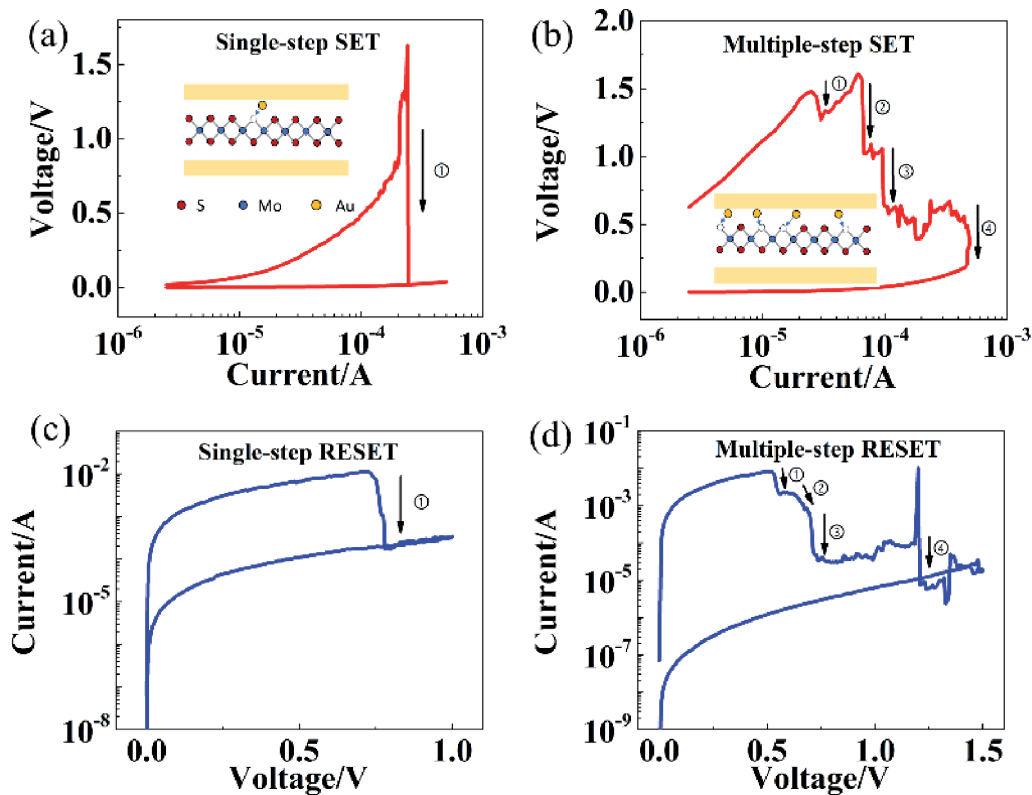 (a)
Single-step SET
Voltage/V
1.5
1.0
0.5
0.0
①
S Mo Au
10⁻⁶ 10⁻⁵ 10⁻⁴ 10⁻³
Current/A
(b)
Multiple-step SET
Voltage/V
2.0
1.5
1.0
0.5
0.0
①
②
③
④
10⁻⁶ 10⁻⁵ 10⁻⁴ 10⁻³
Current/A
(c)
Single-step RESET
Current/A
10⁻²
10⁻⁵
10⁻⁸
①
0.0 0.5 1.0
Voltage/V
(d)
Multiple-step RESET
Current/A
10⁻¹
10⁻³
10⁻⁵
10⁻⁷
10⁻⁹
①
②
③
④
0.0 0.5 1.0 1.5
Voltage/V